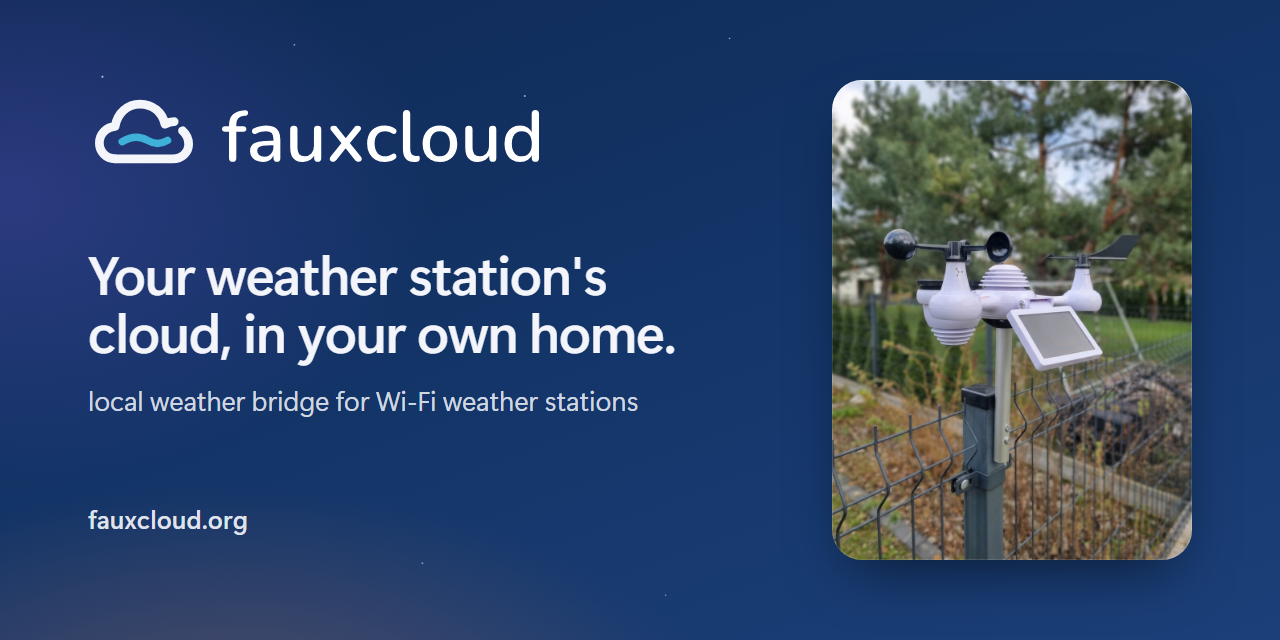 fauxcloud
Your weather station's
cloud, in your own home.
local weather bridge for Wi-Fi weather stations
fauxcloud.org